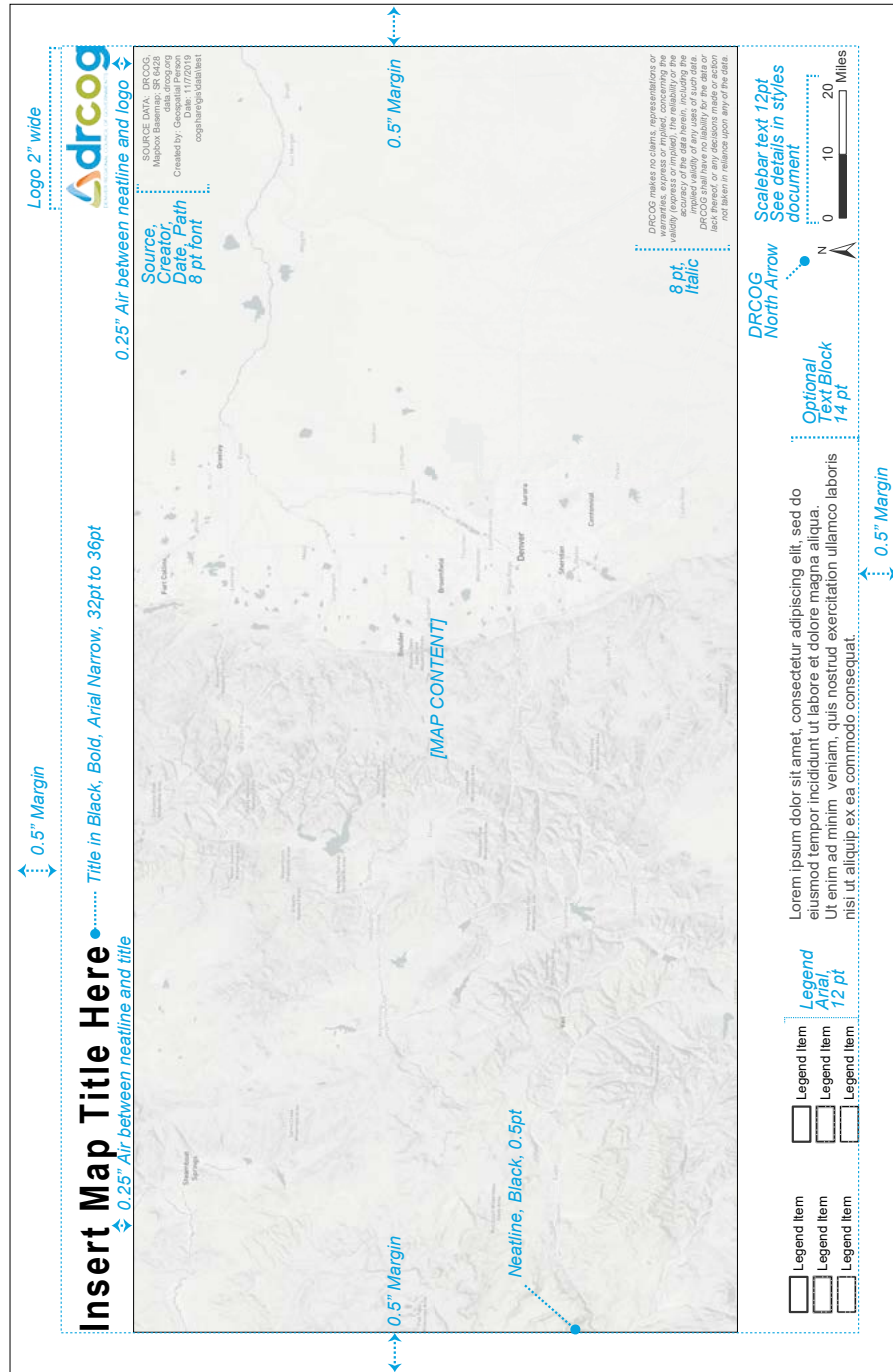 0.5” Margin
Logo 2” wide
Insert Map Title Here
Title in Black, Bold, Arial Narrow, 32pt to 36pt
drcog
0.25” Air between neatline and title
0.25” Air between neatline and logo
Source,
Creator,
Date, Path
8 pt font
SOURCE DATA: DRCOG,
Mapbox Basemap; SR 6428
data.drcog.org
Created by: Geospatial Person
Date: 11/7/2019
cogshare\gis\data\test
Steamboat
Springs
Fort Collins
Greeley
0.5” Margin
[MAP CONTENT]
Boulder
Broomfield
0.5” Margin
Denver
Aurora
Vail
Sheridan
Centennial
Neatline, Black, 0.5pt
8 pt,
Italic
DRCOG makes no claims, representations or
warranties, express or implied, concerning the
validity (express or implied), the reliability or the
accuracy of the data herein, including the
implied validity of any uses of such data.
DRCOG shall have no liability for the data or
lack thereof, or any decisions made or action
not taken in reliance upon any of the data.
Legend Item
Legend Item
Legend Item
Legend Item
Legend Item
Legend Item
Legend
Arial,
12 pt
Lorem ipsum dolor sit amet, consectetur adipiscing elit, sed do
eiusmod tempor incididunt ut labore et dolore magna aliqua.
Ut enim ad minim veniam, quis nostrud exercitation ullamco laboris
nisi ut aliquip ex ea commodo consequat.
Optional
Text Block
14 pt
DRCOG
North Arrow
N
Scalebar text 12pt
See details in styles
document
0 10 20
Miles
0.5” Margin